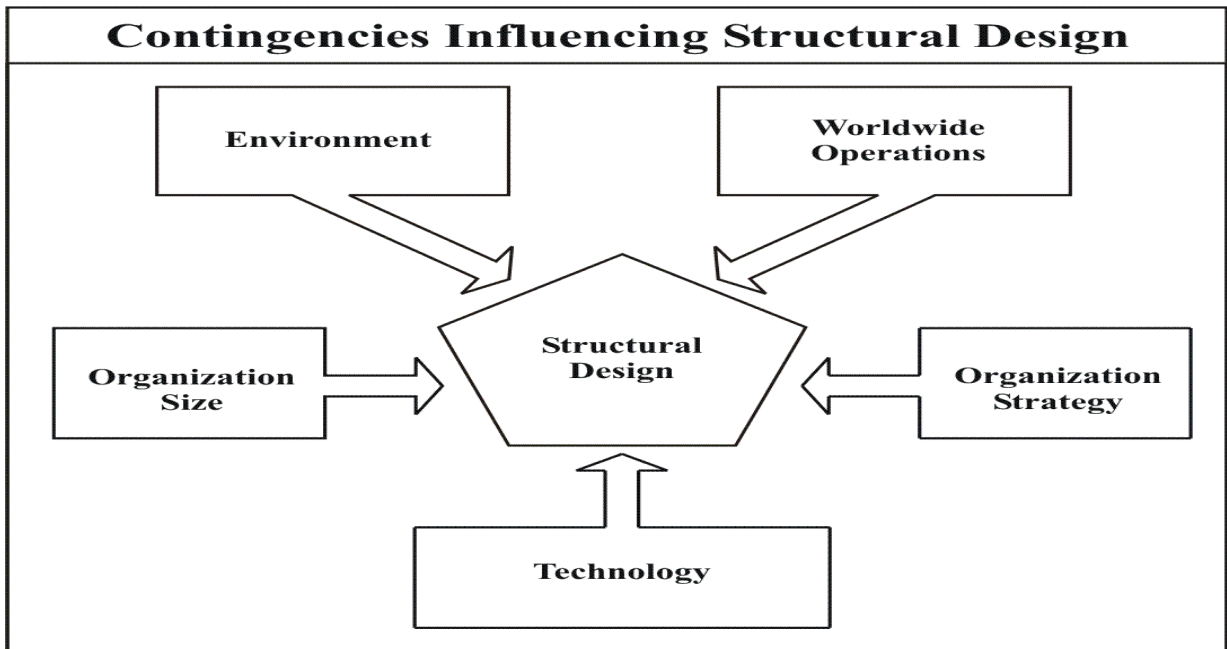 Contingencies Influencing Structural Design
Environment
Worldwide
Operations
Structural
Design
Organization
Size
Organization
Strategy
Technology